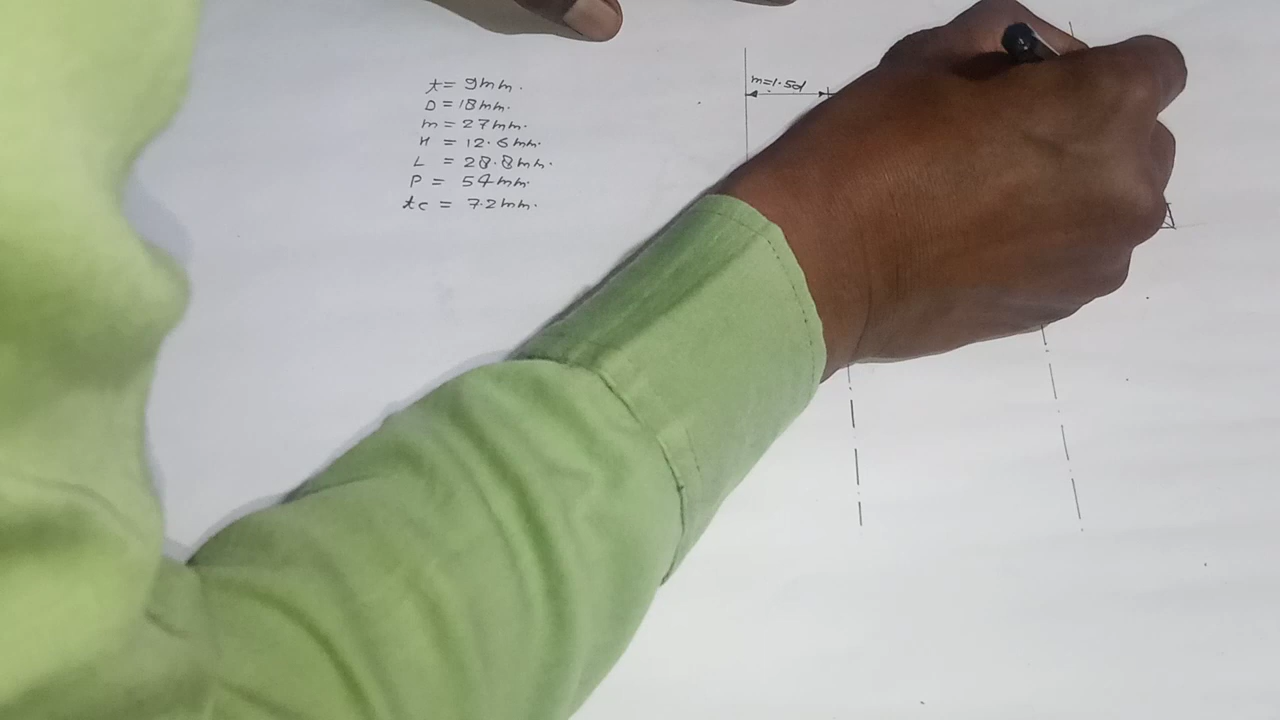 t = 9mm.
D = 18mm.
m = 27mm.
H = 12.6mm.
L = 28.8mm.
P = 54mm.
tc = 7.2mm.
m=1.5d